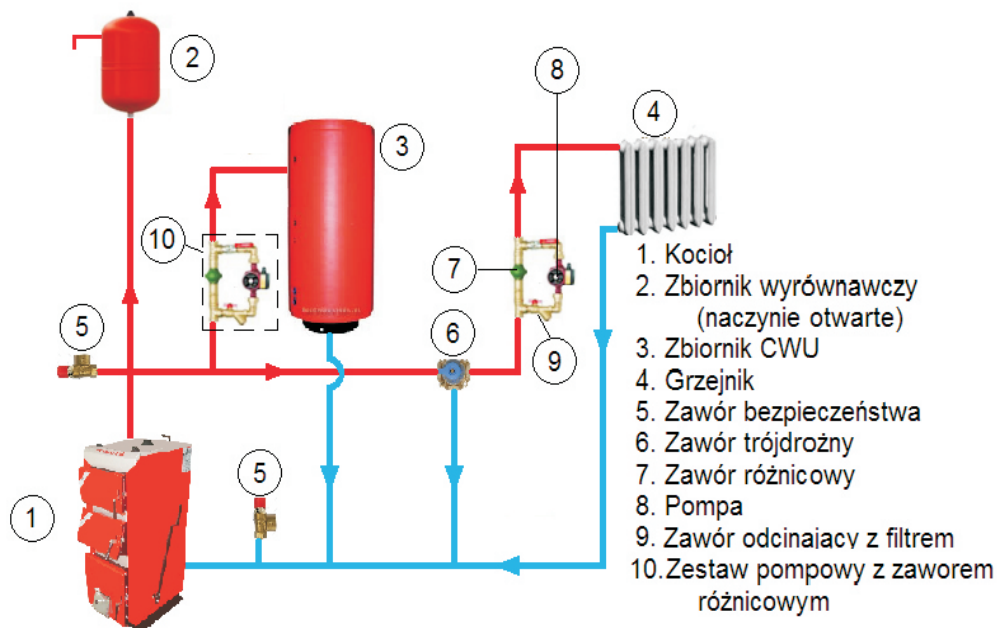 8
2
4
3
10
7
5
6
9
5
1
1. Kocioł
2. Zbiornik wyrównawczy
(naczynie otwarte)
3. Zbiornik CWU
4. Grzejnik
5. Zawór bezpieczeństwa
6. Zawór trójdrożny
7. Zawór różnicowy
8. Pompa
9. Zawór odcinający z filtrem
10. Zestaw pompowy z zaworem
różnicowym